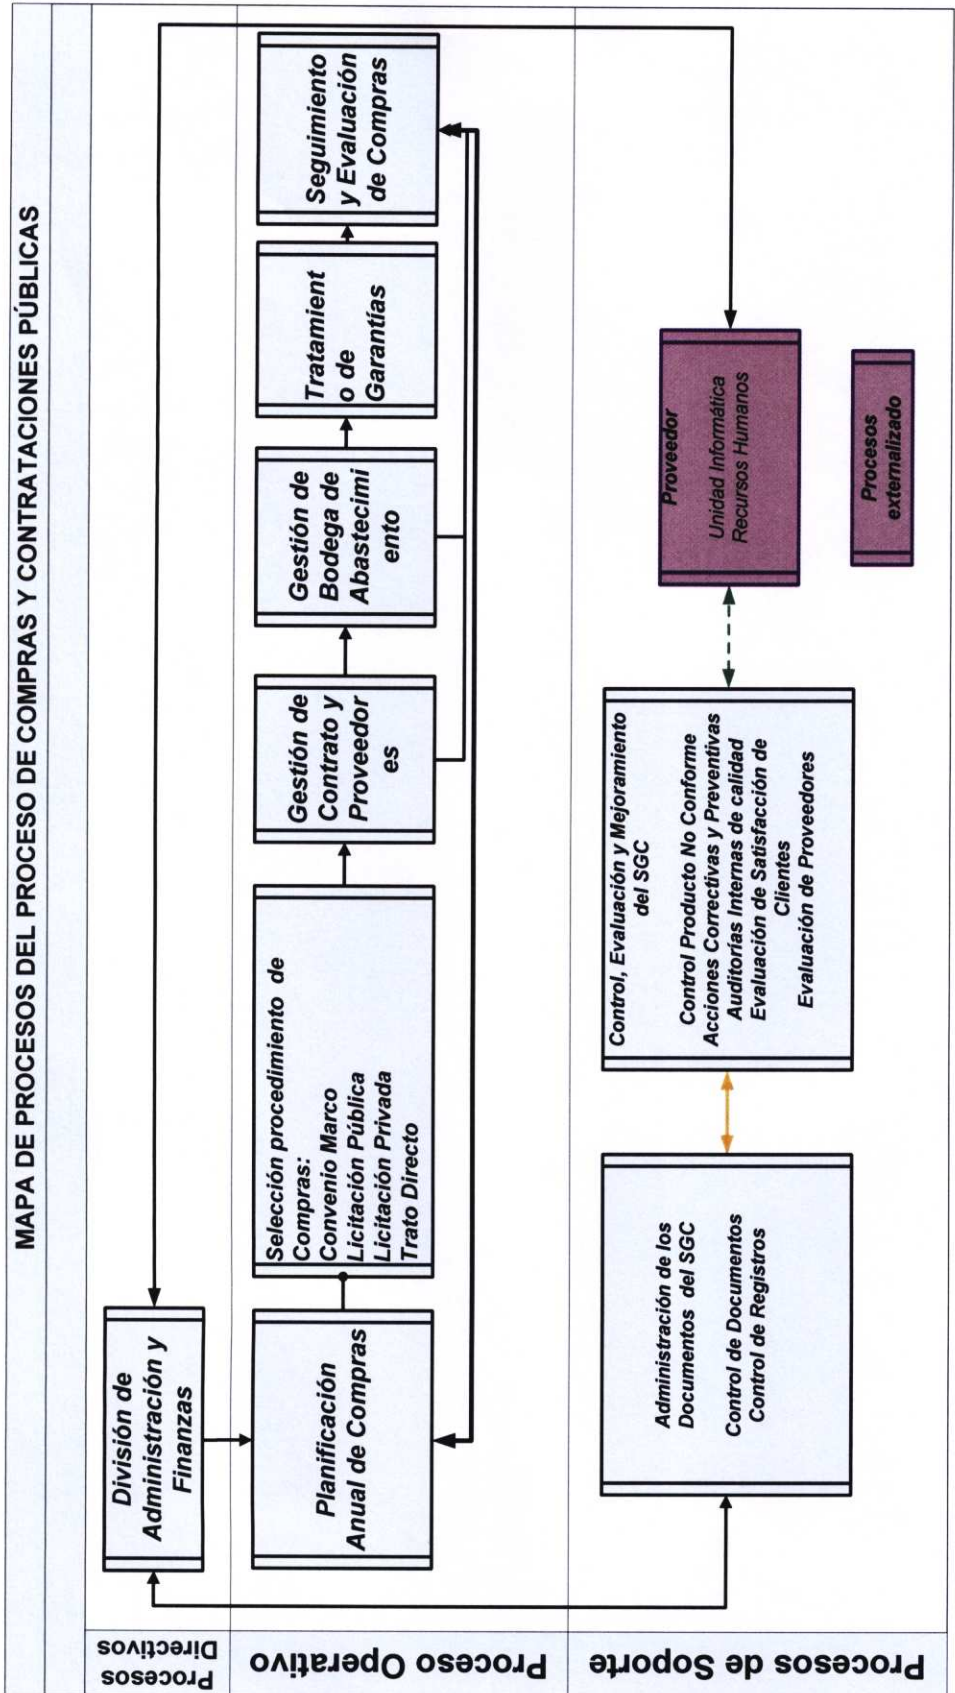 MAPA DE PROCESOS DEL PROCESO DE COMPRAS Y CONTRATACIONES PÚBLICAS
Procesos
Directivos
División de
Administración y
Finanzas
Proceso Operativo
Planificación
Anual de Compras
Selección procedimiento de
Compras:
Convenio Marco
Licitación Pública
Licitación Privada
Trato Directo
Gestión de
Contrato y
Proveedor
es
Gestión de
Bodega de
Abastecimi
ento
Tratamient
o de
Garantías
Seguimiento
y Evaluación
de Compras
Procesos de Soporte
Administración de los
Documentos del SGC
Control de Documentos
Control de Registros
Control, Evaluación y Mejoramiento
del SGC
Control Producto No Conforme
Acciones Correctivas y Preventivas
Auditorías Internas de calidad
Evaluación de Satisfacción de
Clientes
Evaluación de Proveedores
Proveedor
Unidad Informática
Recursos Humanos
Procesos
externalizado